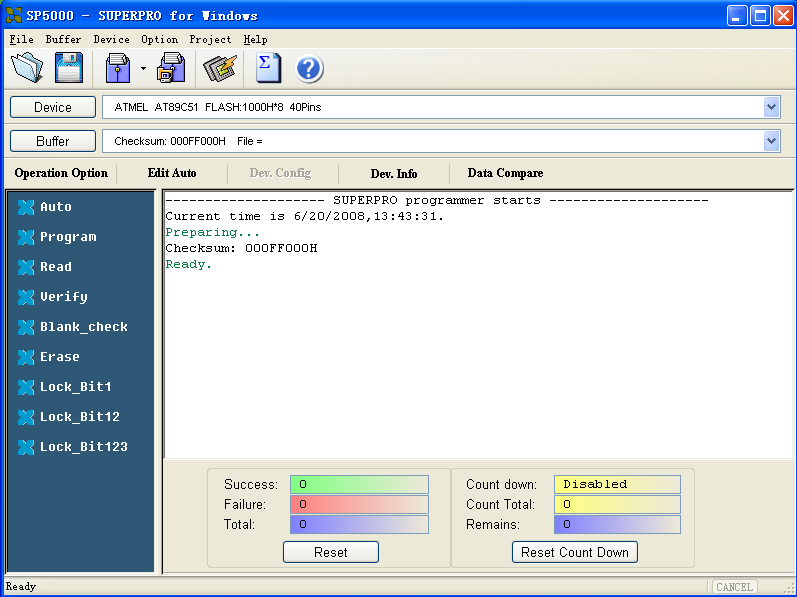 SP5000 - SUPERPRO for Windows
File Buffer Device Option Project Help
Device ATMEL AT89C51 FLASH:1000H*8 40Pins
Buffer Checksum: 000FF000H File =
Operation Option Edit Auto Dev. Config Dev. Info Data Compare
Auto
Program
Read
Verify
Blank_check
Erase
Lock_Bit1
Lock_Bit12
Lock_Bit123
-------------------- SUPERPRO programmer starts --------------------
Current time is 6/20/2008,13:43:31.
Preparing...
Checksum: 000FF000H
Ready.
Success: 0
Failure: 0
Total: 0
Reset
Count down: Disabled
Count Total: 0
Remains: 0
Reset Count Down
Ready CANCEL